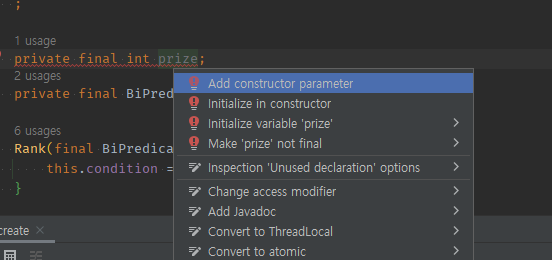 ;
1 usage
private final int prize;
2 usages
private final BiPred
6 usages
Rank(final BiPredica
this.condition =
}
create ×
Add constructor parameter
Initialize in constructor
Initialize variable 'prize'
Make 'prize' not final
Inspection 'Unused declaration' options
Change access modifier
Add Javadoc
Convert to ThreadLocal
Convert to atomic